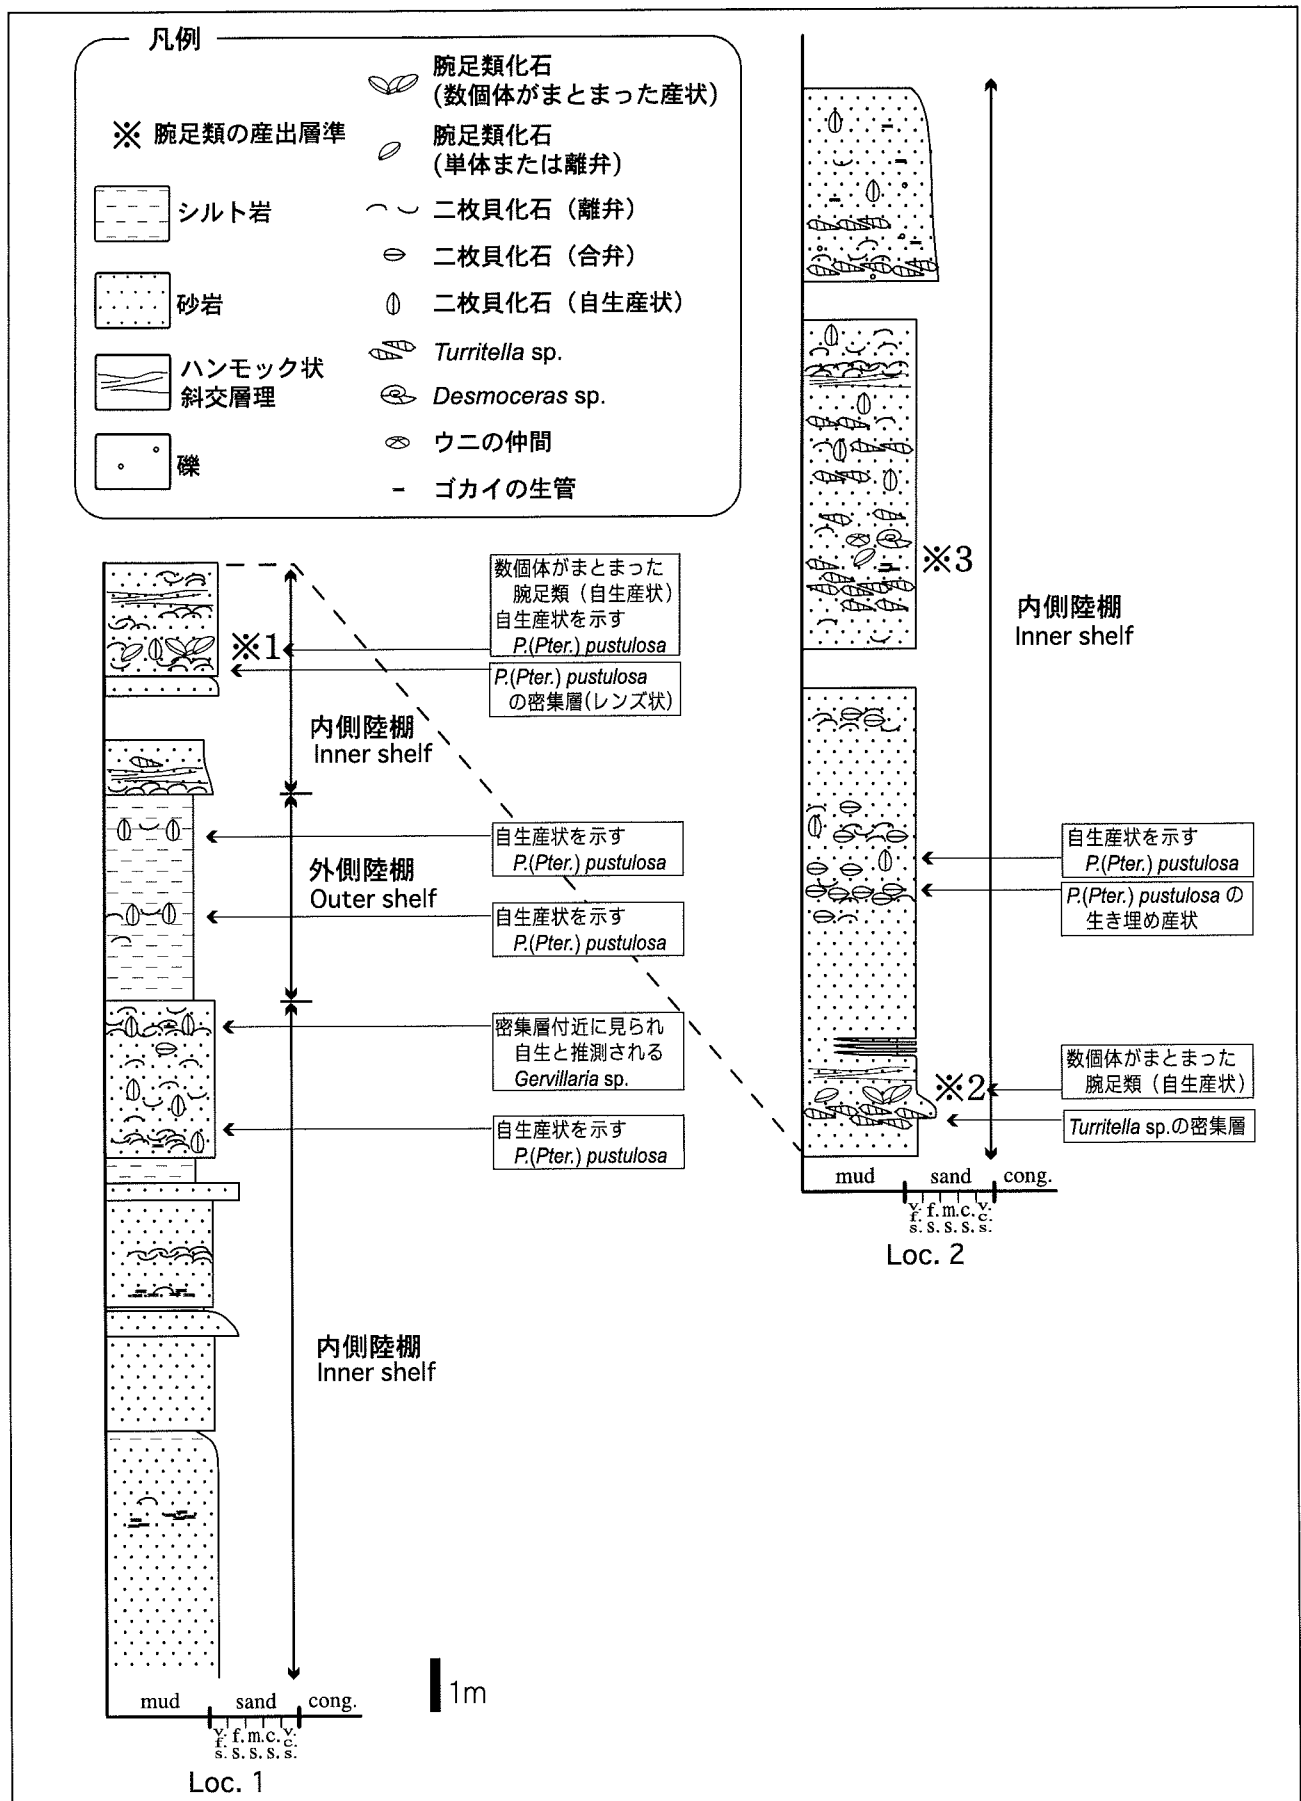 凡例
※ 腕足類の産出層準
シルト岩
砂岩
ハンモック状
斜交層理
礫
腕足類化石
(数個体がまとまった産状)
腕足類化石
(単体または離弁)
二枚貝化石（離弁）
二枚貝化石（合弁）
二枚貝化石（自生産状）
Turritella sp.
Desmoceras sp.
ウニの仲間
ゴカイの生管
※1
数個体がまとまった
腕足類（自生産状）
自生産状を示す
P.(Pter.) pustulosa
P.(Pter.) pustulosa
の密集層(レンズ状)
内側陸棚
Inner shelf
自生産状を示す
P.(Pter.) pustulosa
外側陸棚
Outer shelf
自生産状を示す
P.(Pter.) pustulosa
密集層付近に見られ
自生と推測される
Gervillaria sp.
自生産状を示す
P.(Pter.) pustulosa
内側陸棚
Inner shelf
1m
mud sand cong.
v. f. m. c. v.
f. s. s. s. c.
s. s.
Loc. 1
※3
内側陸棚
Inner shelf
自生産状を示す
P.(Pter.) pustulosa
P.(Pter.) pustulosa の
生き埋め産状
※2
数個体がまとまった
腕足類（自生産状）
Turritella sp.の密集層
mud sand cong.
v. f. m. c. v.
f. s. s. s. c.
s. s.
Loc. 2